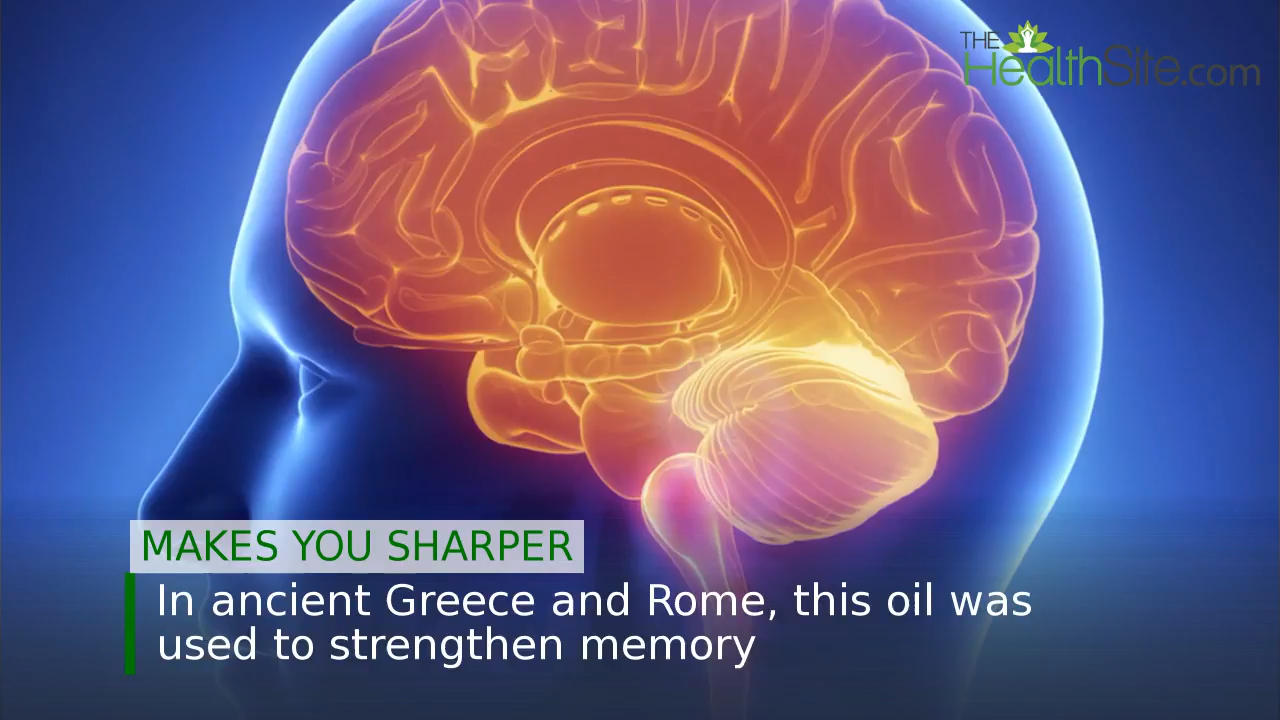 THE
HealthSite.com
MAKES YOU SHARPER
In ancient Greece and Rome, this oil was
used to strengthen memory